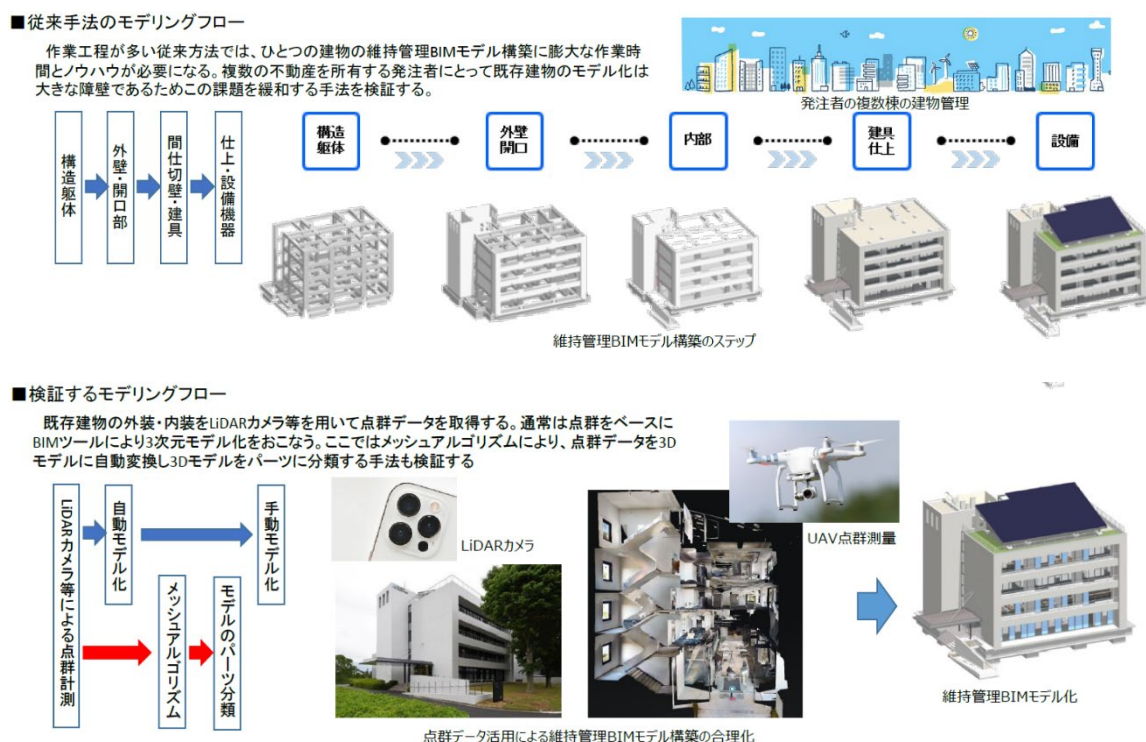 ■従来手法のモデリングフロー
作業工程が多い従来方法では、ひとつの建物の維持管理BIMモデル構築に膨大な作業時
間とノウハウが必要になる。複数の不動産を所有する発注者にとって既存建物のモデル化は
大きな障壁であるためこの課題を緩和する手法を検証する。
発注者の複数棟の建物管理
構造躯体
外壁・開口部
間仕切壁・建具
仕上・設備機器
構造
躯体
外壁
開口
内部
建具
仕上
設備
維持管理BIMモデル構築のステップ
■検証するモデリングフロー
既存建物の外装・内装をLiDARカメラ等を用いて点群データを取得する。通常は点群をベースに
BIMツールにより3次元モデル化をおこなう。ここではメッシュアルゴリズムにより、点群データを3D
モデルに自動変換し3Dモデルをパーツに分類する手法も検証する
LiDARカメラ等による点群計測
自動モデル化
手動モデル化
メッシュアルゴリズム
モデルのパーツ分類
LiDARカメラ
UAV点群測量
維持管理BIMモデル化
点群データ活用による維持管理BIMモデル構築の合理化